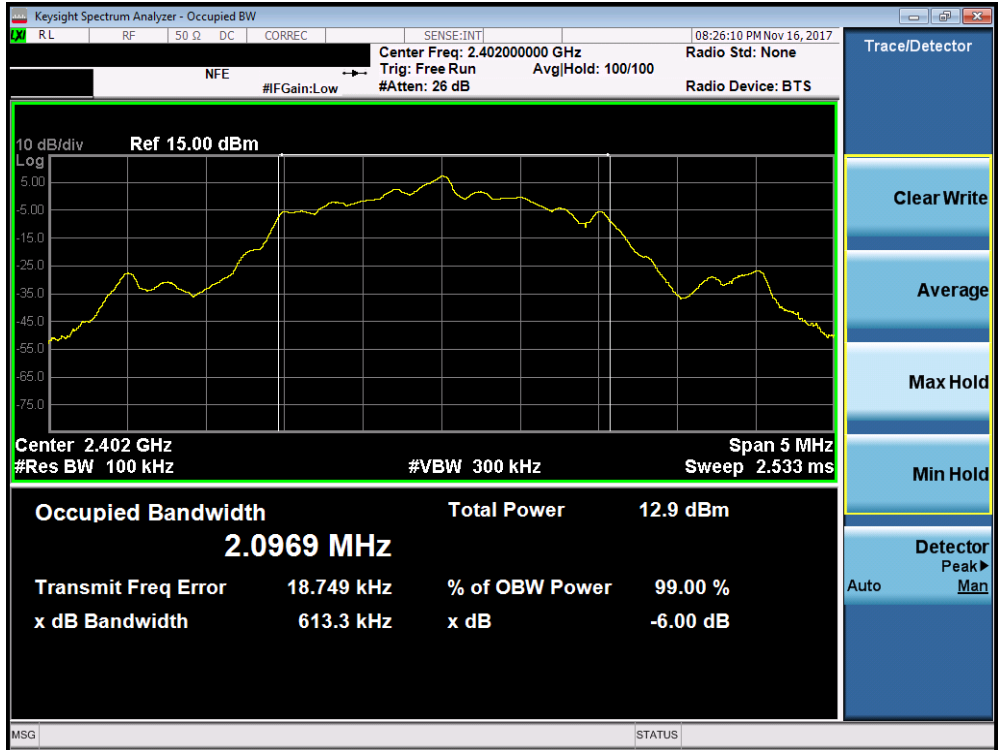 Keysight Spectrum Analyzer - Occupied BW
LXI RL RF 50 Ω DC CORREC SENSE:INT 08:26:10 PM Nov 16, 2017
Center Freq: 2.402000000 GHz Radio Std: None
NFE Trig: Free Run Avg|Hold: 100/100
#IFGain:Low #Atten: 26 dB Radio Device: BTS
10 dB/div Ref 15.00 dBm
Log
5.00
-5.00
-15.0
-25.0
-35.0
-45.0
-55.0
-65.0
-75.0
Center 2.402 GHz Span 5 MHz
#Res BW 100 kHz #VBW 300 kHz Sweep 2.533 ms
Occupied Bandwidth Total Power 12.9 dBm
2.0969 MHz
Transmit Freq Error 18.749 kHz % of OBW Power 99.00 %
x dB Bandwidth 613.3 kHz x dB -6.00 dB
Trace/Detector
Clear Write
Average
Max Hold
Min Hold
Detector
Peak▶
Auto Man
MSG STATUS